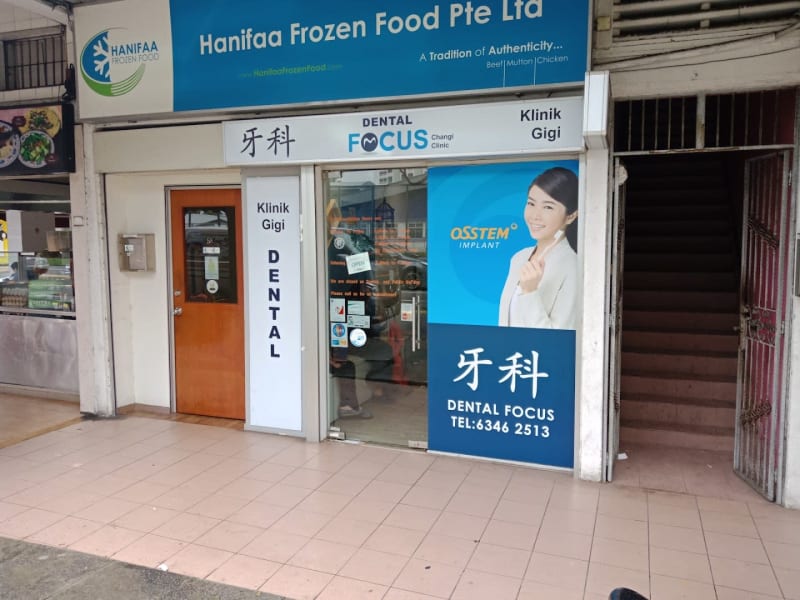 HANIFAA
FROZEN FOOD
Hanifaa Frozen Food Pte Ltd
A Tradition of Authenticity...
Beef | Mutton | Chicken
www.HanifaaFrozenFood.com
牙科
DENTAL
FOCUS
Changi
Clinic
Klinik
Gigi
Klinik
Gigi
DENTAL
OPEN
OSSTEM
IMPLANT
牙科
DENTAL FOCUS
TEL:6346 2513